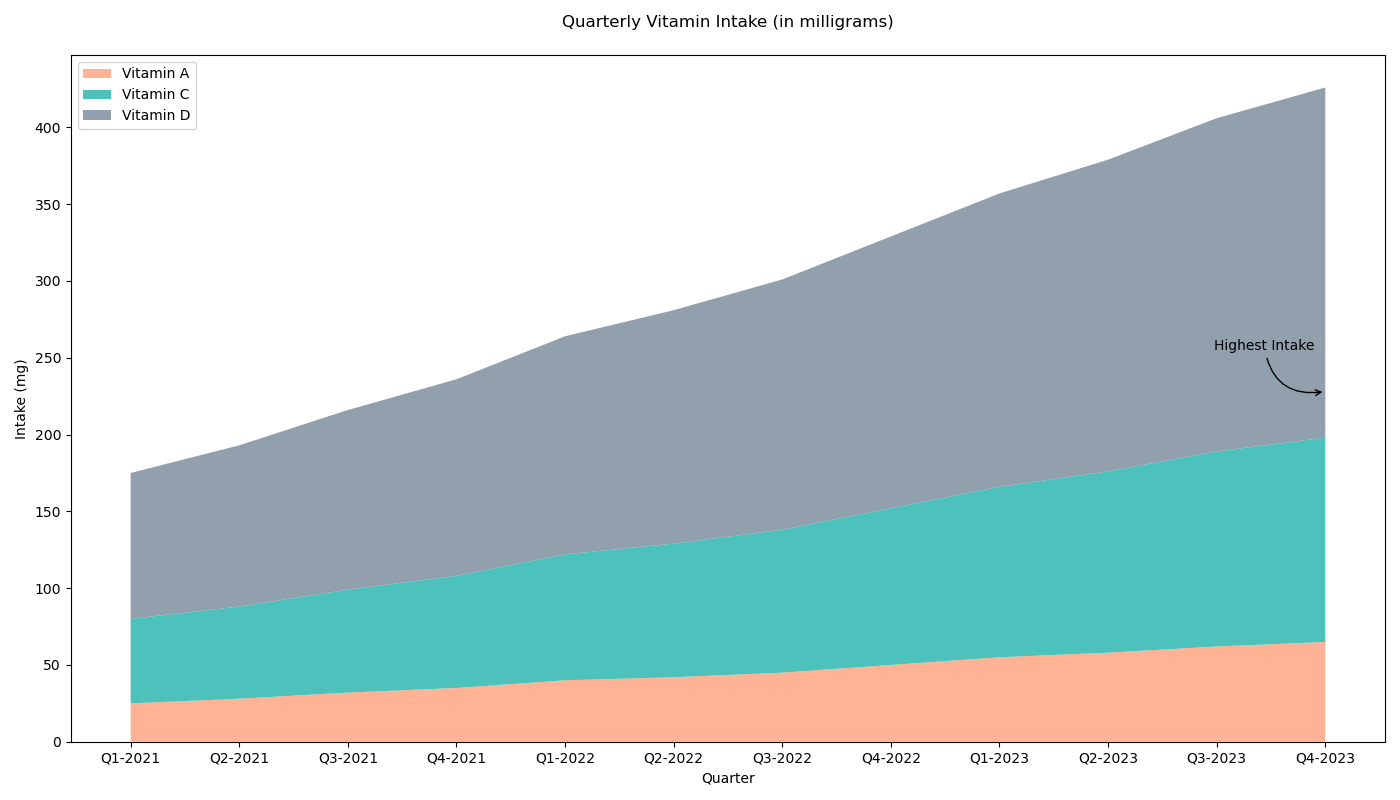 Quarterly Vitamin Intake (in milligrams)
Vitamin A
Vitamin C
Vitamin D
400
350
300
250
200
150
100
50
0
Intake (mg)
Highest Intake
Q1-2021 Q2-2021 Q3-2021 Q4-2021 Q1-2022 Q2-2022 Q3-2022 Q4-2022 Q1-2023 Q2-2023 Q3-2023 Q4-2023
Quarter